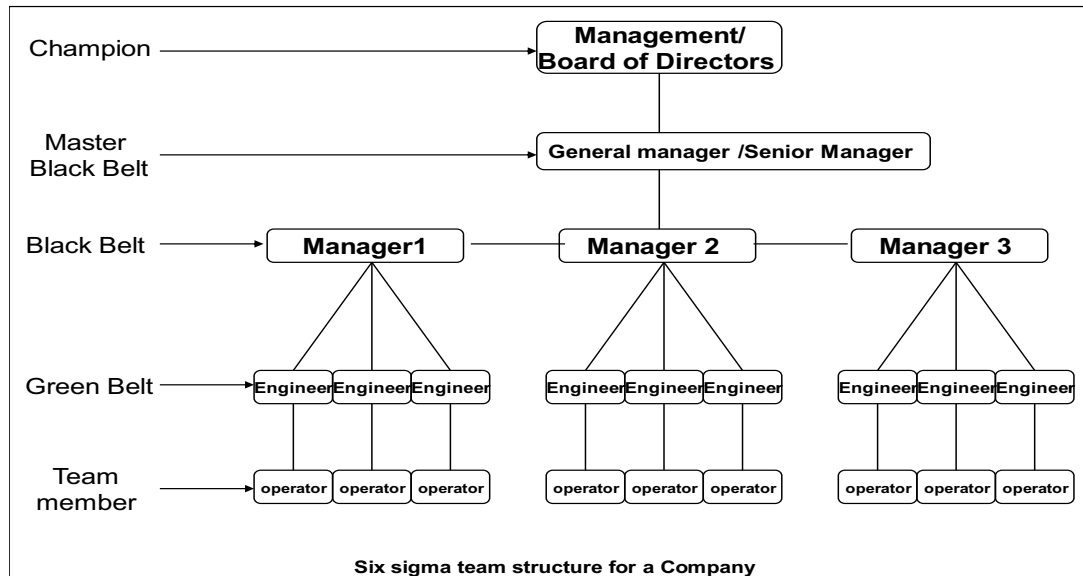 Champion
Management/
Board of Directors
Master
Black Belt
General manager /Senior Manager
Black Belt
Manager1
Manager 2
Manager 3
Green Belt
Engineer Engineer Engineer
Engineer Engineer Engineer
Engineer Engineer Engineer
Team
member
operator operator operator
operator operator operator
operator operator operator
Six sigma team structure for a Company